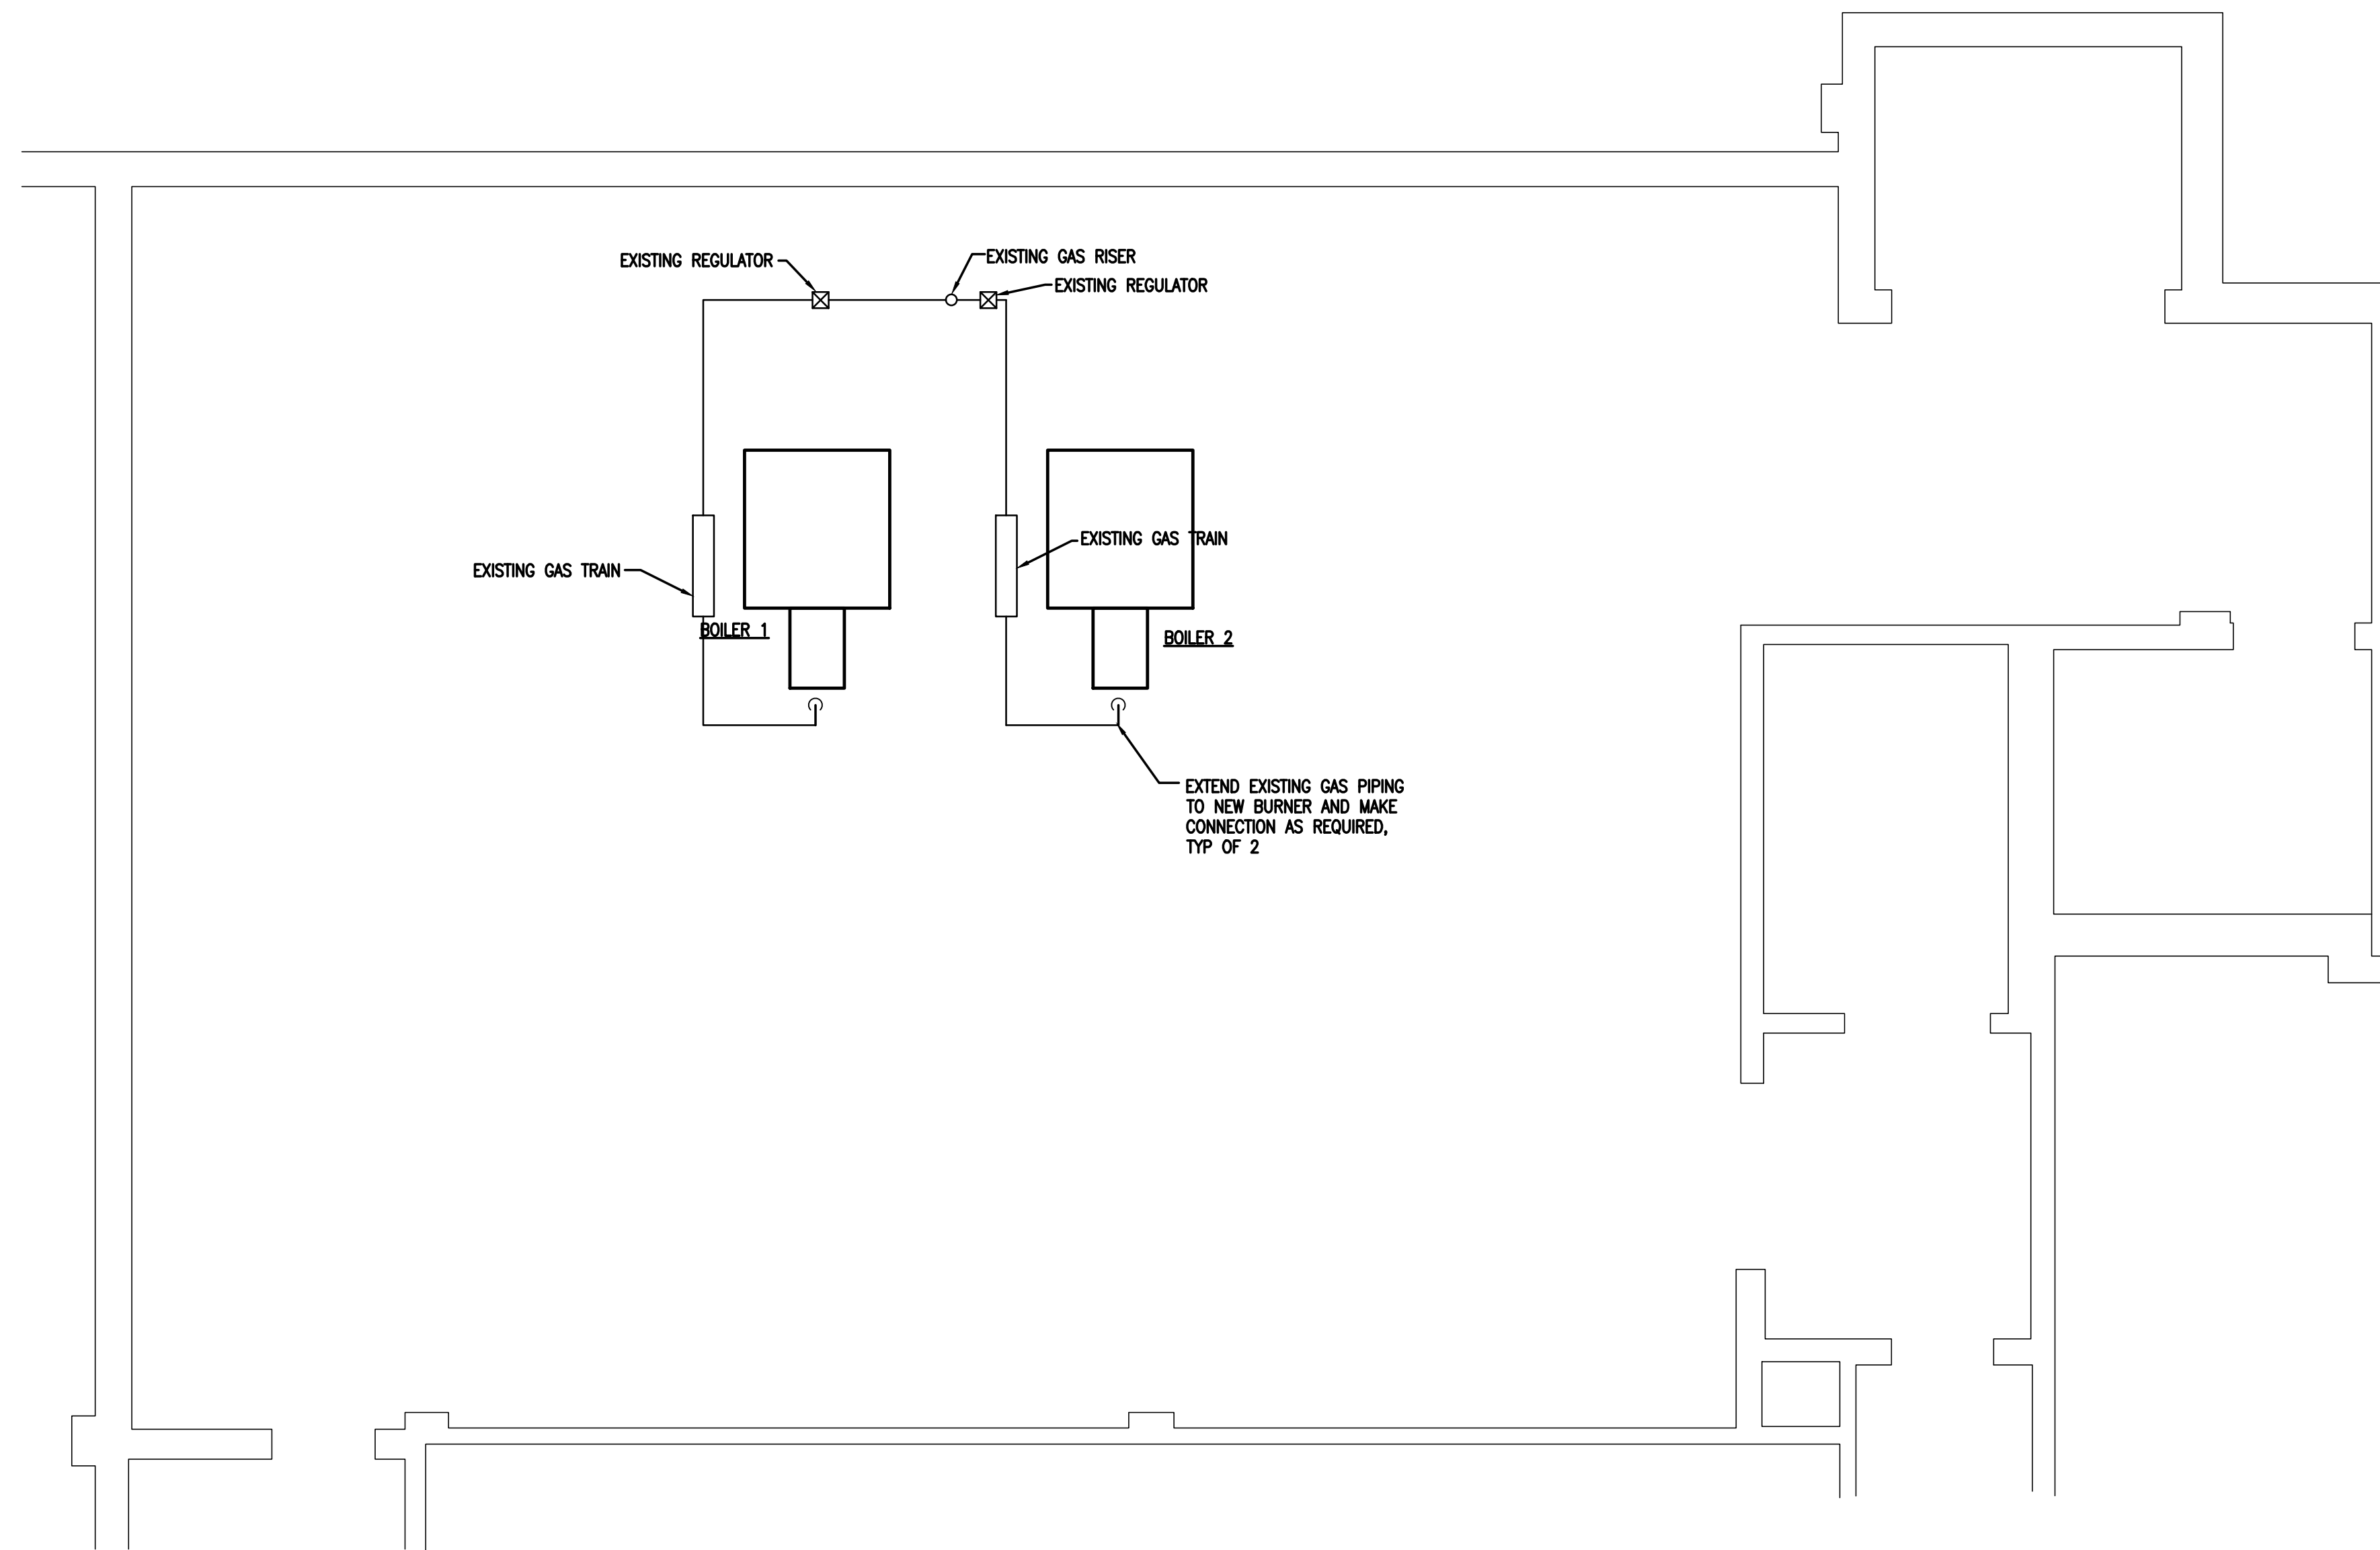 EXISTING GAS RISER
EXISTING REGULATOR
EXISTING REGULATOR
EXISTING GAS TRAIN
EXISTING GAS TRAIN
BOILER 1
BOILER 2
EXTEND EXISTING GAS PIPING
TO NEW BURNER AND MAKE
CONNECTION AS REQUIRED,
TYP OF 2